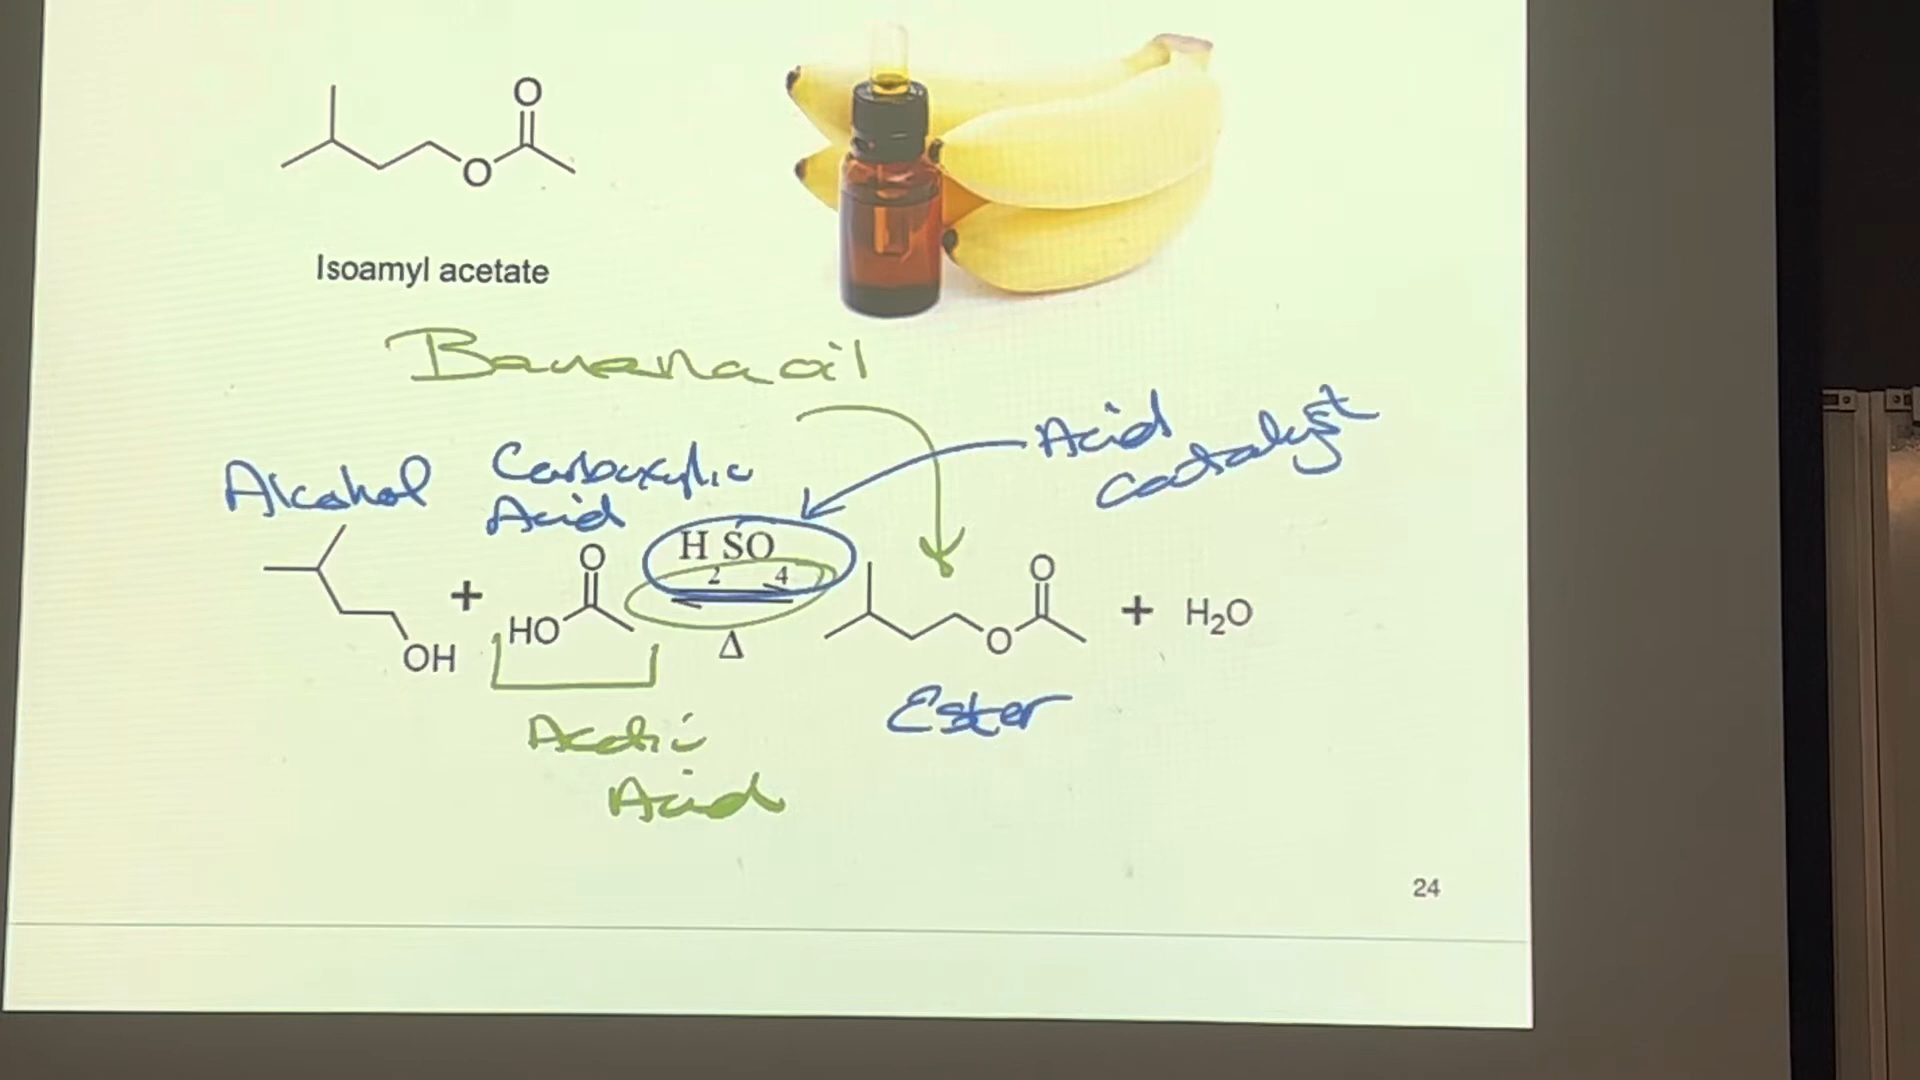 O
O
Isoamyl acetate
Banana oil
Acid
catalyst
Alcohol
Carboxylic
Acid
H2SO4
O
O
+
HO
OH
Δ
O
+ H₂O
Ester
Acetic
Acid
24